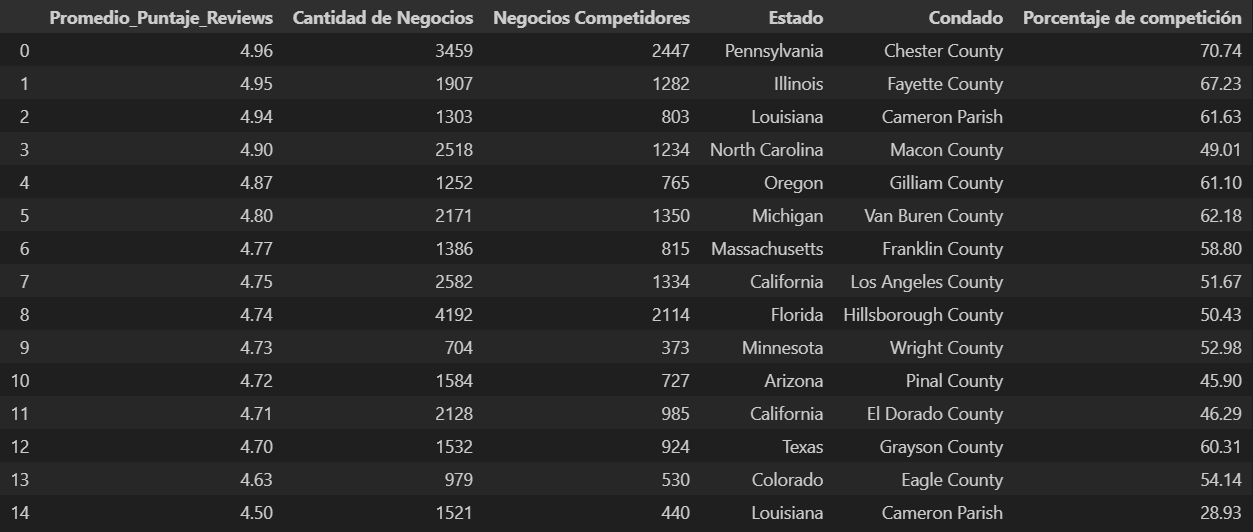 Promedio_Puntaje_Reviews Cantidad de Negocios Negocios Competidores Estado Condado Porcentaje de competición
0 4.96 3459 2447 Pennsylvania Chester County 70.74
1 4.95 1907 1282 Illinois Fayette County 67.23
2 4.94 1303 803 Louisiana Cameron Parish 61.63
3 4.90 2518 1234 North Carolina Macon County 49.01
4 4.87 1252 765 Oregon Gilliam County 61.10
5 4.80 2171 1350 Michigan Van Buren County 62.18
6 4.77 1386 815 Massachusetts Franklin County 58.80
7 4.75 2582 1334 California Los Angeles County 51.67
8 4.74 4192 2114 Florida Hillsborough County 50.43
9 4.73 704 373 Minnesota Wright County 52.98
10 4.72 1584 727 Arizona Pinal County 45.90
11 4.71 2128 985 California El Dorado County 46.29
12 4.70 1532 924 Texas Grayson County 60.31
13 4.63 979 530 Colorado Eagle County 54.14
14 4.50 1521 440 Louisiana Cameron Parish 28.93